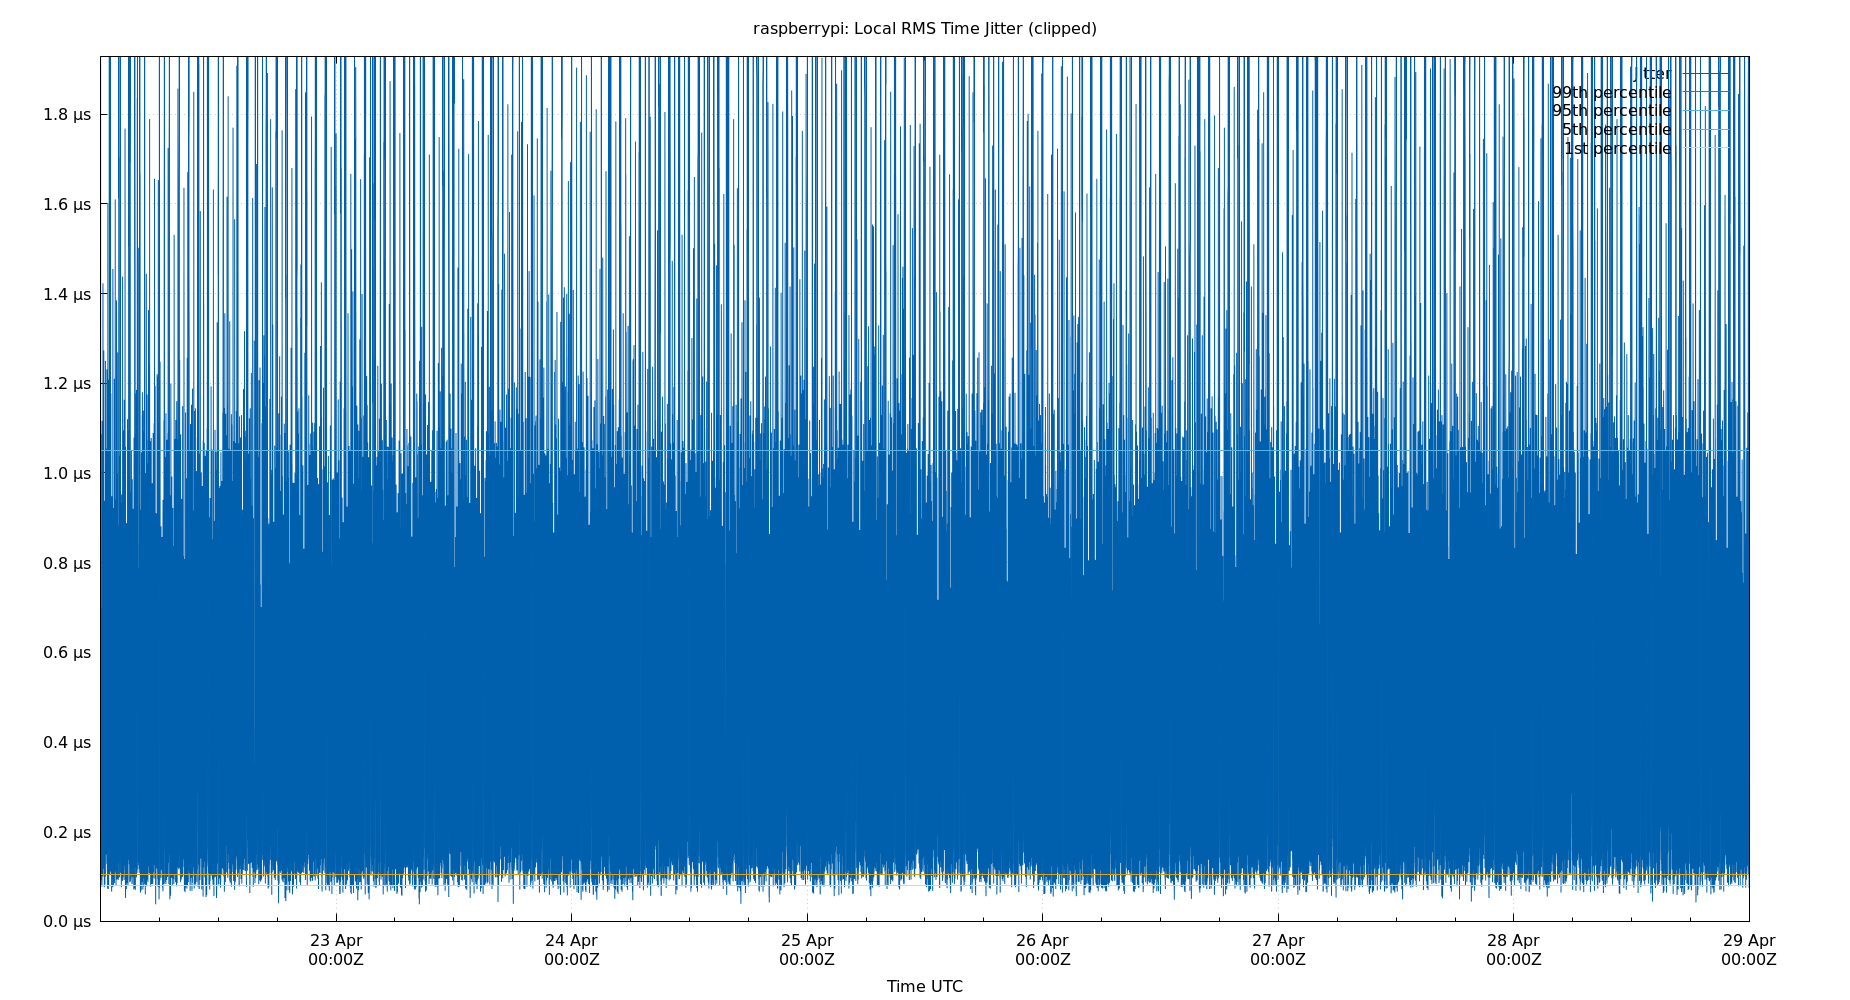 raspberrypi: Local RMS Time Jitter (clipped)
jitter
99th percentile
95th percentile
5th percentile
1st percentile
1.8 µs
1.6 µs
1.4 µs
1.2 µs
1.0 µs
0.8 µs
0.6 µs
0.4 µs
0.2 µs
0.0 µs
23 Apr 24 Apr 25 Apr 26 Apr 27 Apr 28 Apr 29 Apr
00:00Z 00:00Z 00:00Z 00:00Z 00:00Z 00:00Z 00:00Z
Time UTC